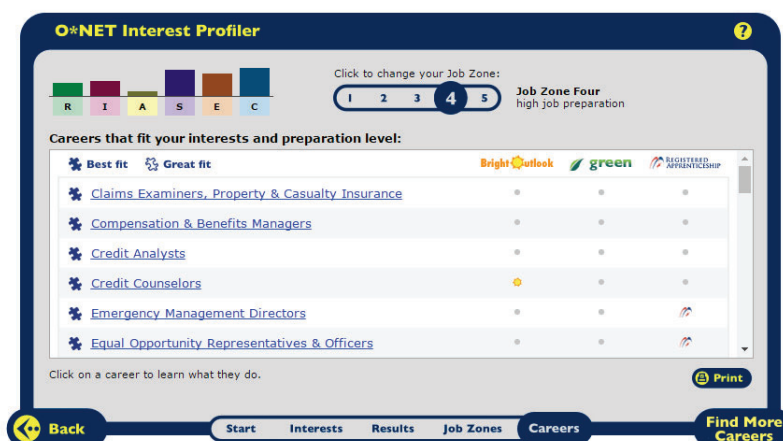 O*NET Interest Profiler
?
Click to change your Job Zone:
1 2 3 4 5
Job Zone Four
high job preparation
R I A S E C
Careers that fit your interests and preparation level:
Best fit Great fit Bright Outlook green REGISTERED APPRENTICESHIP
Claims Examiners, Property & Casualty Insurance
Compensation & Benefits Managers
Credit Analysts
Credit Counselors
Emergency Management Directors
Equal Opportunity Representatives & Officers
Click on a career to learn what they do.
Print
Back
Start Interests Results Job Zones Careers
Find More
Careers